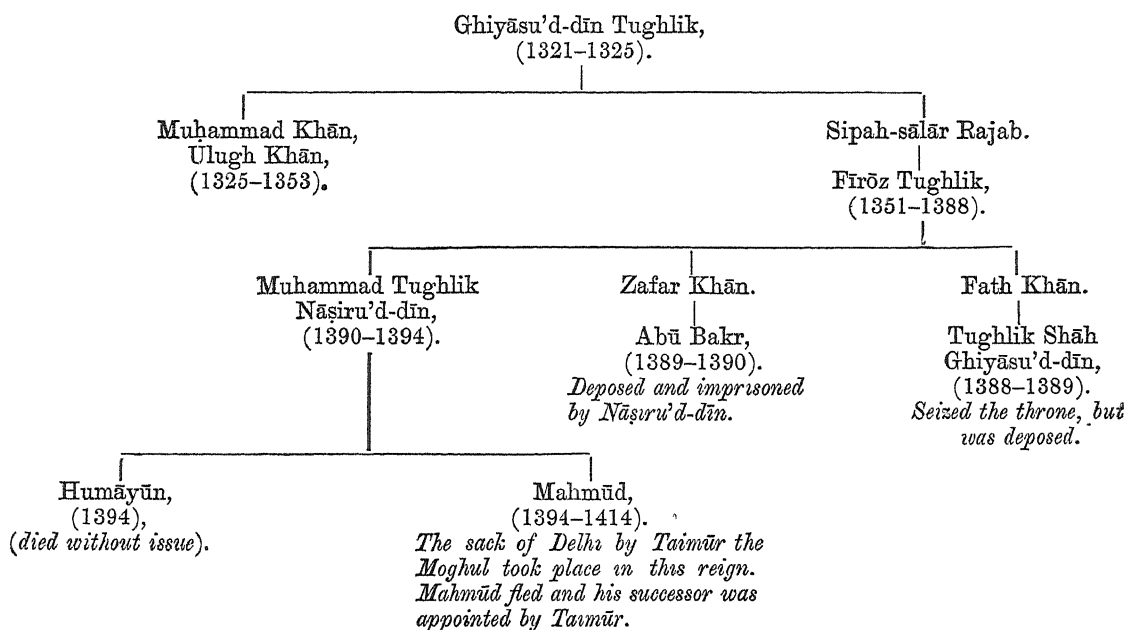 Ghiyāsu'd-dīn Tughlik,
(1321–1325).
Muḥammad Khān,
Ulugh Khān,
(1325–1353).
Sipah-sālār Rajab.
Fīrōz Tughlik,
(1351–1388).
Muhammad Tughlik
Nāṣiru'd-dīn,
(1390–1394).
Zafar Khān.
Abū Bakr,
(1389–1390).
Deposed and imprisoned
by Nāṣıru'd-dīn.
Fath Khān.
Tughlik Shāh
Ghiyāsu'd-dīn,
(1388–1389).
Seized the throne, but
was deposed.
Humāyūn,
(1394),
(died without issue).
Mahmūd,
(1394–1414).
The sack of Delhi by Taimūr the
Moghul took place in this reign.
Mahmūd fled and his successor was
appointed by Taimūr.